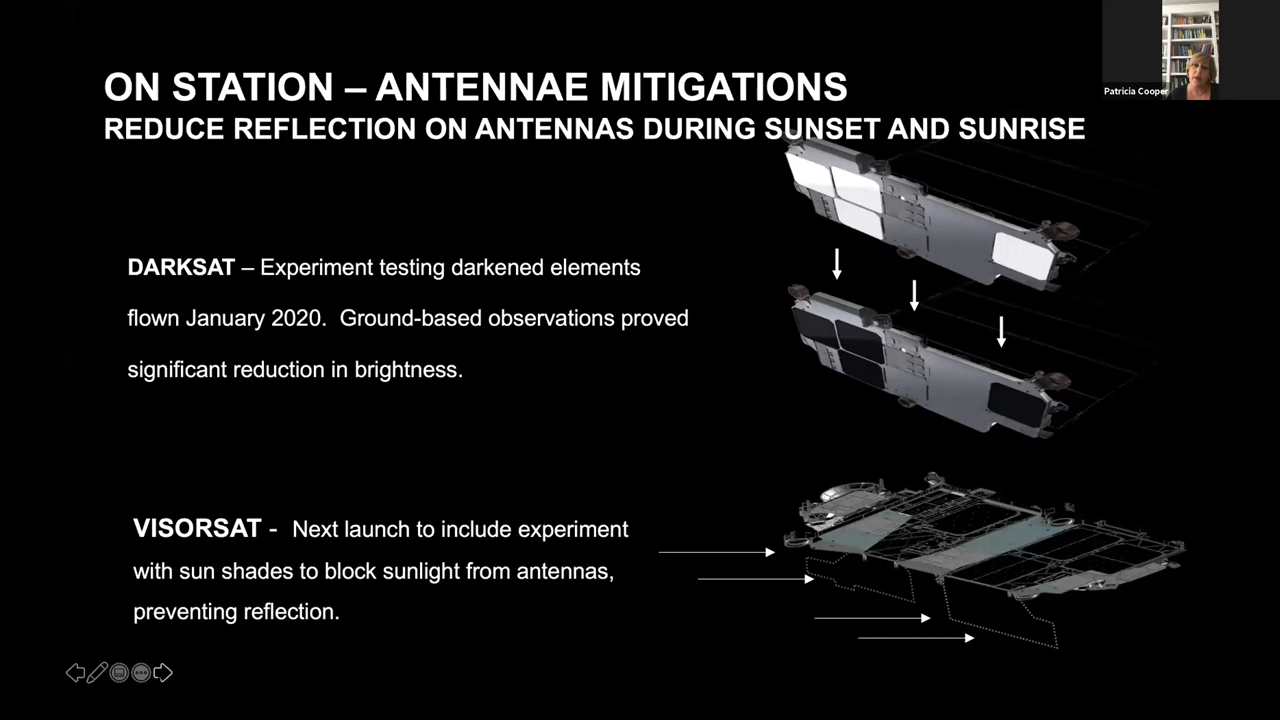 Patricia Cooper
ON STATION – ANTENNAE MITIGATIONS
REDUCE REFLECTION ON ANTENNAS DURING SUNSET AND SUNRISE
DARKSAT – Experiment testing darkened elements
flown January 2020. Ground-based observations proved
significant reduction in brightness.
VISORSAT - Next launch to include experiment
with sun shades to block sunlight from antennas,
preventing reflection.